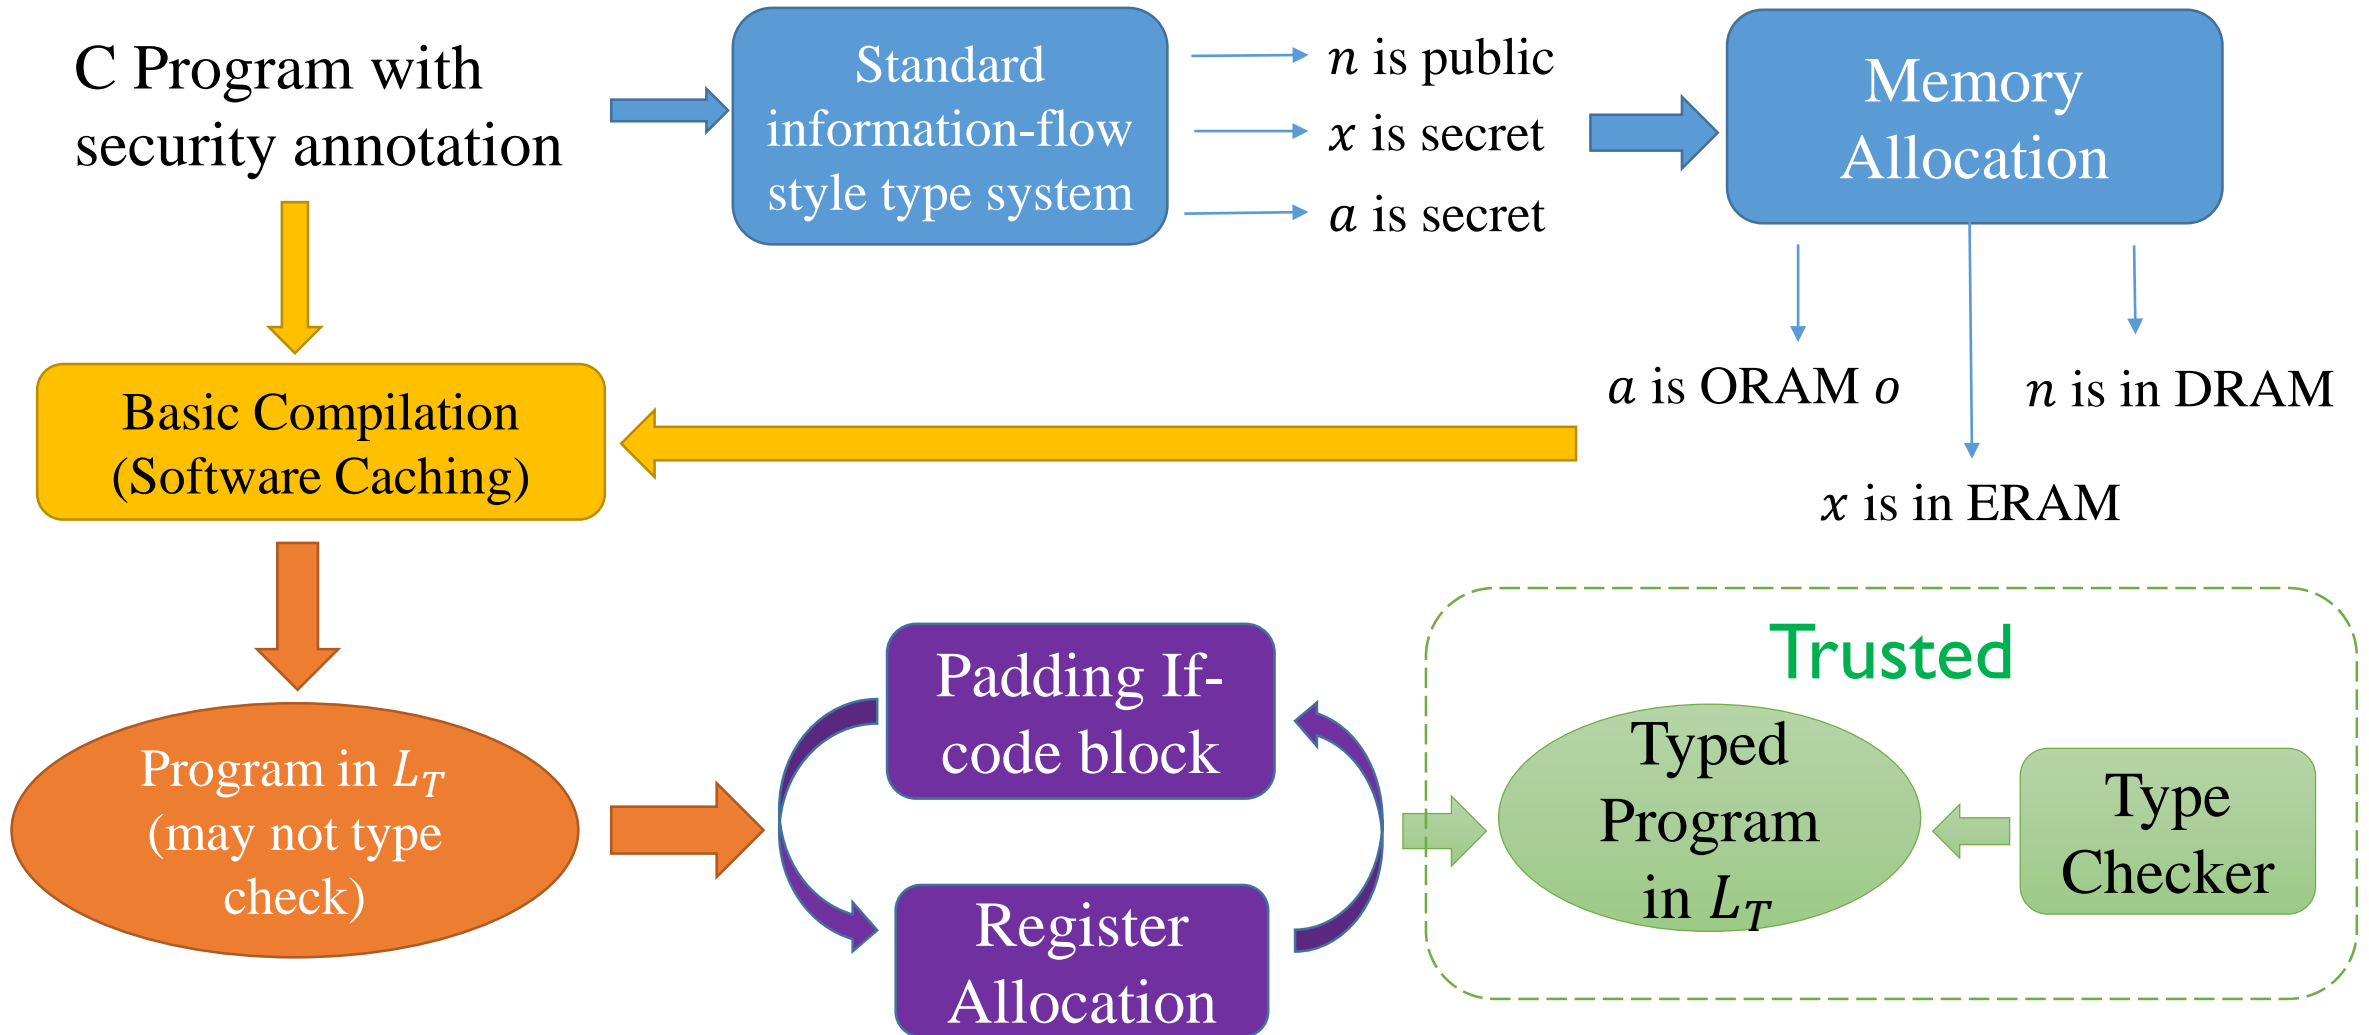 C Program with
security annotation
Standard
information-flow
style type system
𝑛 is public
𝑥 is secret
𝑎 is secret
Memory
Allocation
𝑎 is ORAM 𝑜
𝑛 is in DRAM
𝑥 is in ERAM
Basic Compilation
(Software Caching)
Program in 𝐿𝑇
(may not type
check)
Padding If-
code block
Register
Allocation
Trusted
Typed
Program
in 𝐿𝑇
Type
Checker